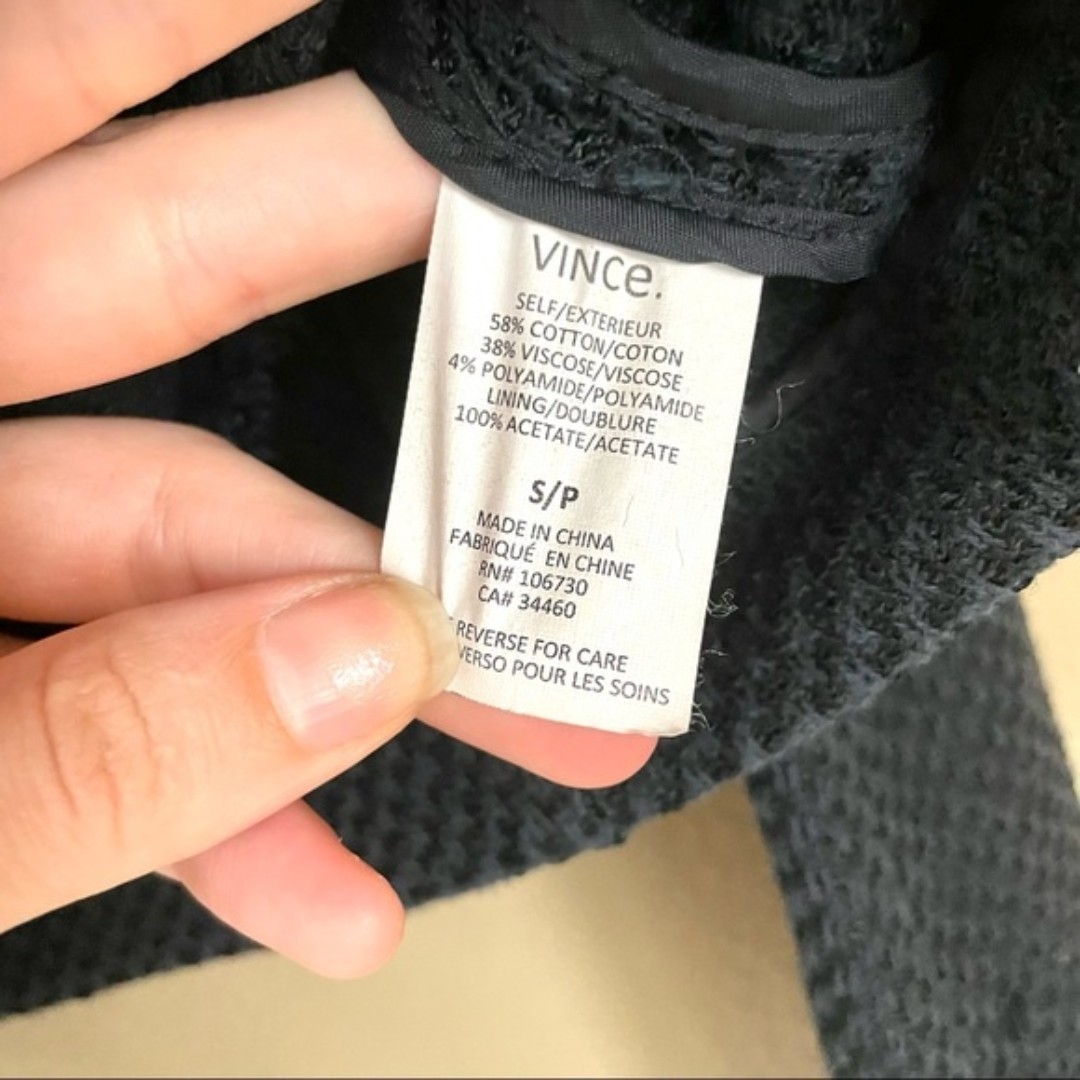 VINCe.
SELF/EXTERIEUR
58% COTTON/COTON
38% VISCOSE/VISCOSE
4% POLYAMIDE/POLYAMIDE
LINING/DOUBLURE
100% ACETATE/ACETATE
S/P
MADE IN CHINA
FABRIQUÉ EN CHINE
RN# 106730
CA# 34460
REVERSE FOR CARE
VERSO POUR LES SOINS